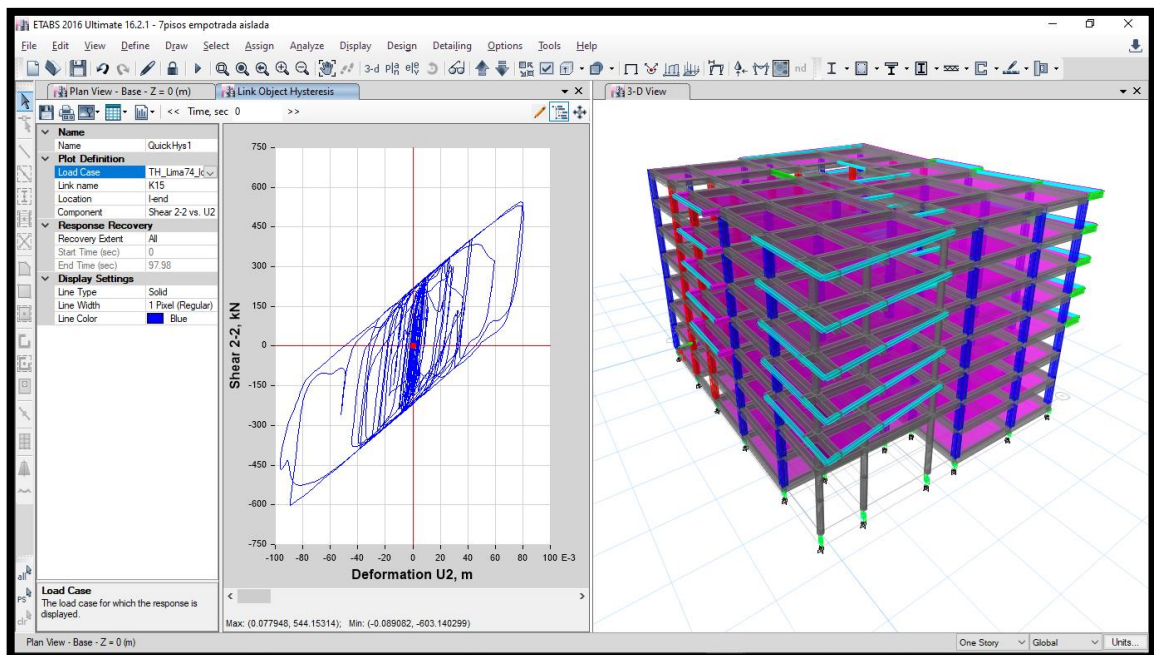 ETABS 2016 Ultimate 16.2.1 - 7pisos empotrada aislada
File Edit View Define Draw Select Assign Analyze Display Design Detailing Options Tools Help
3-d
nd
Plan View - Base - Z = 0 (m)
Link Object Hysteresis
3-D View
<< Time, sec 0 >>
Name
Name QuickHys1
Plot Definition
Load Case TH_Lima74_Ic
Link name K15
Location I-end
Component Shear 2-2 vs. U2
Response Recovery
Recovery Extent All
Start Time (sec) 0
End Time (sec) 97.98
Display Settings
Line Type Solid
Line Width 1 Pixel (Regular)
Line Color Blue
Load Case
The load case for which the response is
displayed.
Shear 2-2, kN
750
600
450
300
150
0
-150
-300
-450
-600
-750
-100 -80 -60 -40 -20 0 20 40 60 80 100 E-3
Deformation U2, m
Max: (0.077948, 544.15314); Min: (-0.089082, -603.140299)
all
PS
clr
Plan View - Base - Z = 0 (m)
One Story
Global
Units...